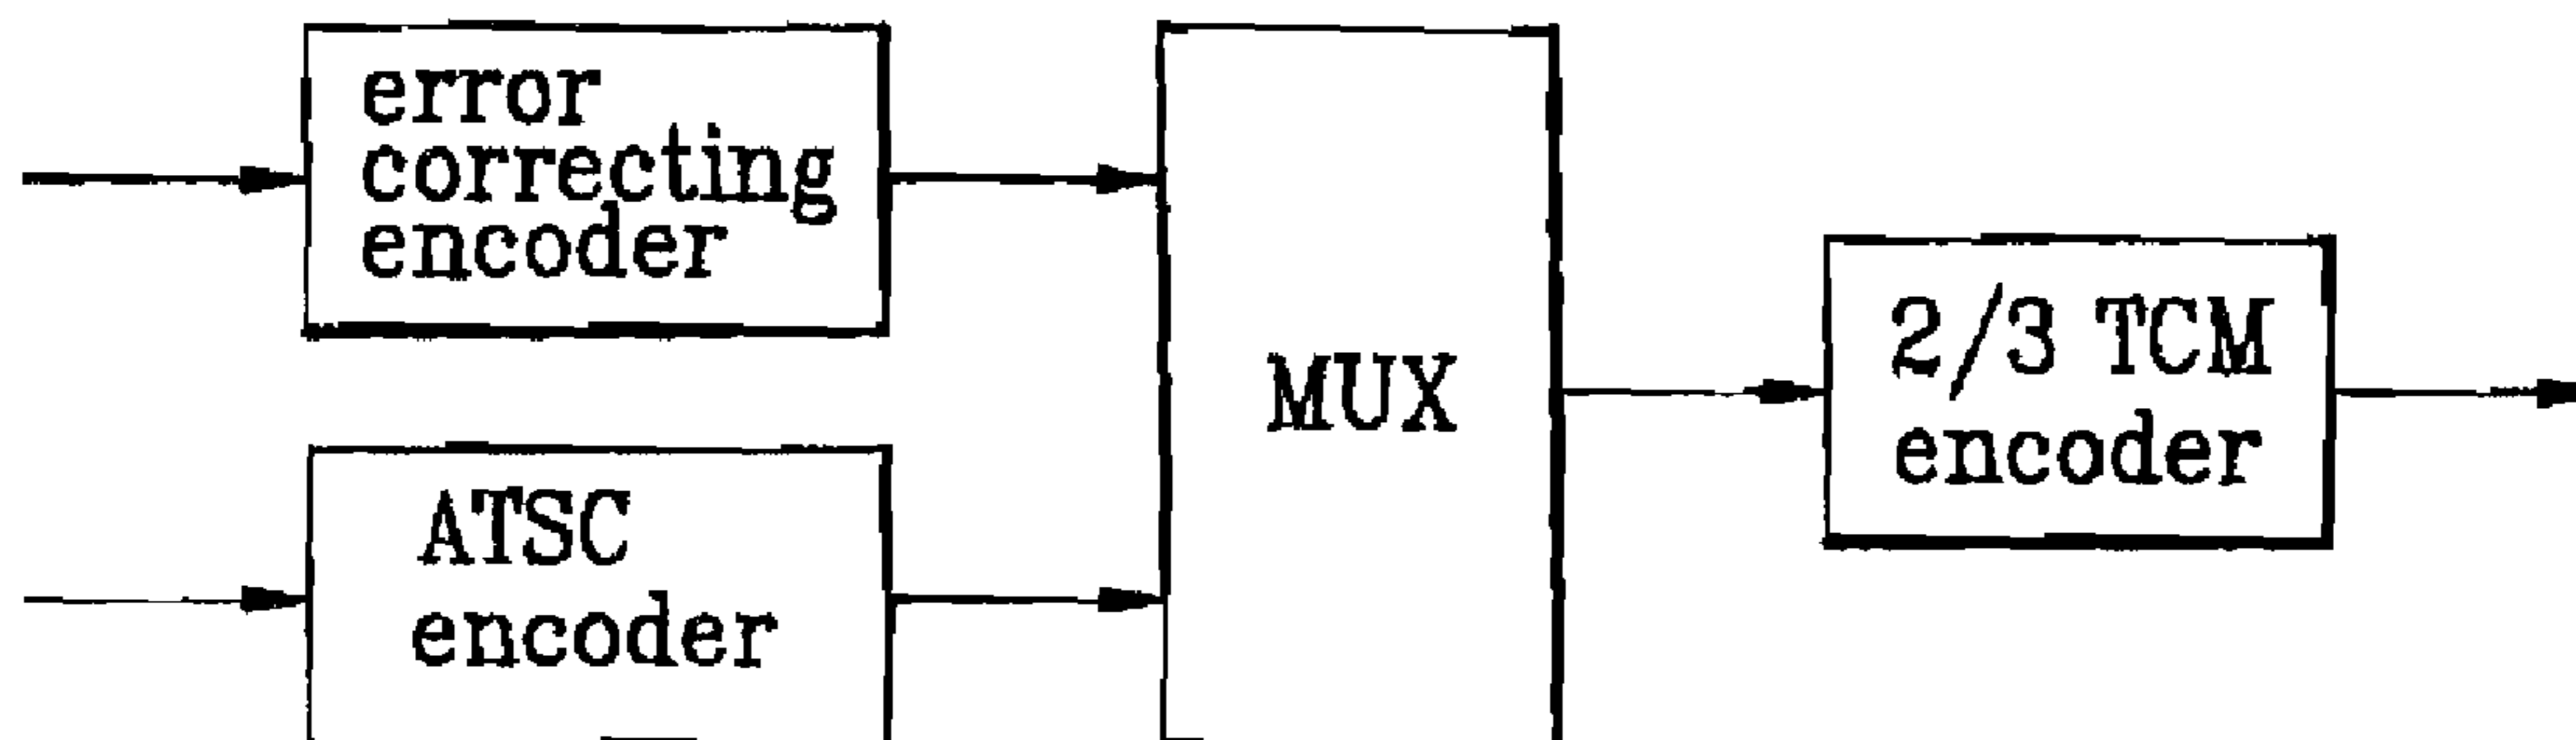 error
correcting
encoder
ATSC
encoder
MUX
2/3 TCM
encoder